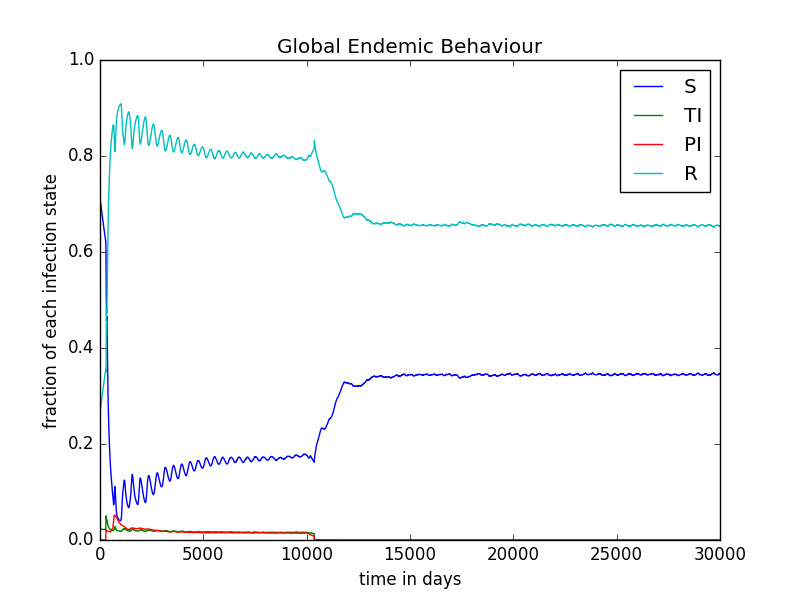 Global Endemic Behaviour
1.0
0.8
0.6
0.4
0.2
0.0
fraction of each infection state
S
TI
PI
R
0 5000 10000 15000 20000 25000 30000
time in days